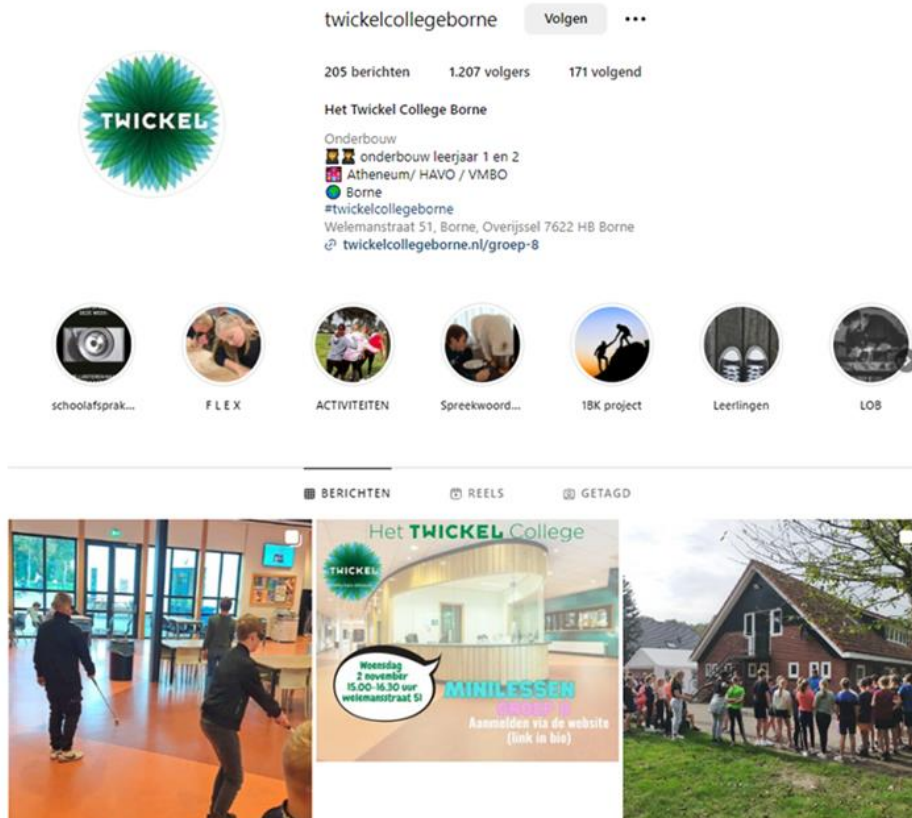 twickelcollegeborne Volgen
205 berichten 1.207 volgers 171 volgend
TWICKEL
Het Twickel College Borne
Onderbouw
onderbouw leerjaar 1 en 2
Atheneum/ HAVO / VMBO
Borne
#twickelcollegeborne
Welemanstraat 51, Borne, Overijssel 7622 HB Borne
twickelcollegeborne.nl/groep-8
DEZE WEEK:
schoolafsprak... F L E X ACTIVITEITEN Spreekwoord... 1BK project Leerlingen LOB
BERICHTEN REELS GETAGD
Het TWICKEL College
TWICKEL
Woensdag
2 november
15.00-16.30 uur
welemansstraat 51
MINILESSEN
GROEP 8
Aanmelden via de website
(link in bio)